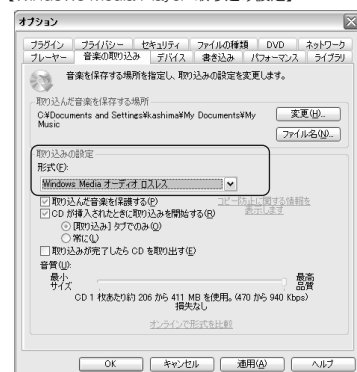 オプション
プラグイン プライバシー セキュリティ ファイルの種類 DVD ネットワーク
プレーヤー 音楽の取り込み デバイス 書き込み パフォーマンス ライブラリ
音楽を保存する場所を指定し、取り込みの設定を変更します。
取り込んだ音楽を保存する場所
C:¥Documents and Settings¥kashima¥My Documents¥My Music
変更(H)...
ファイル名(N)...
取り込みの設定
形式(F):
Windows Media オーディオ ロスレス
取り込んだ音楽を保護する(P)
コピー防止に関する情報を表示します
CD が挿入されたときに取り込みを開始する(R)
[取り込み] タブでのみ(O)
常に(L)
取り込みが完了したら CD を取り出す(E)
音質(U):
最小サイズ
最高品質
CD 1 枚あたり約 206 から 411 MB を使用。(470 から 940 Kbps)
損失なし
オンラインで形式を比較
OK キャンセル 適用(A) ヘルプ